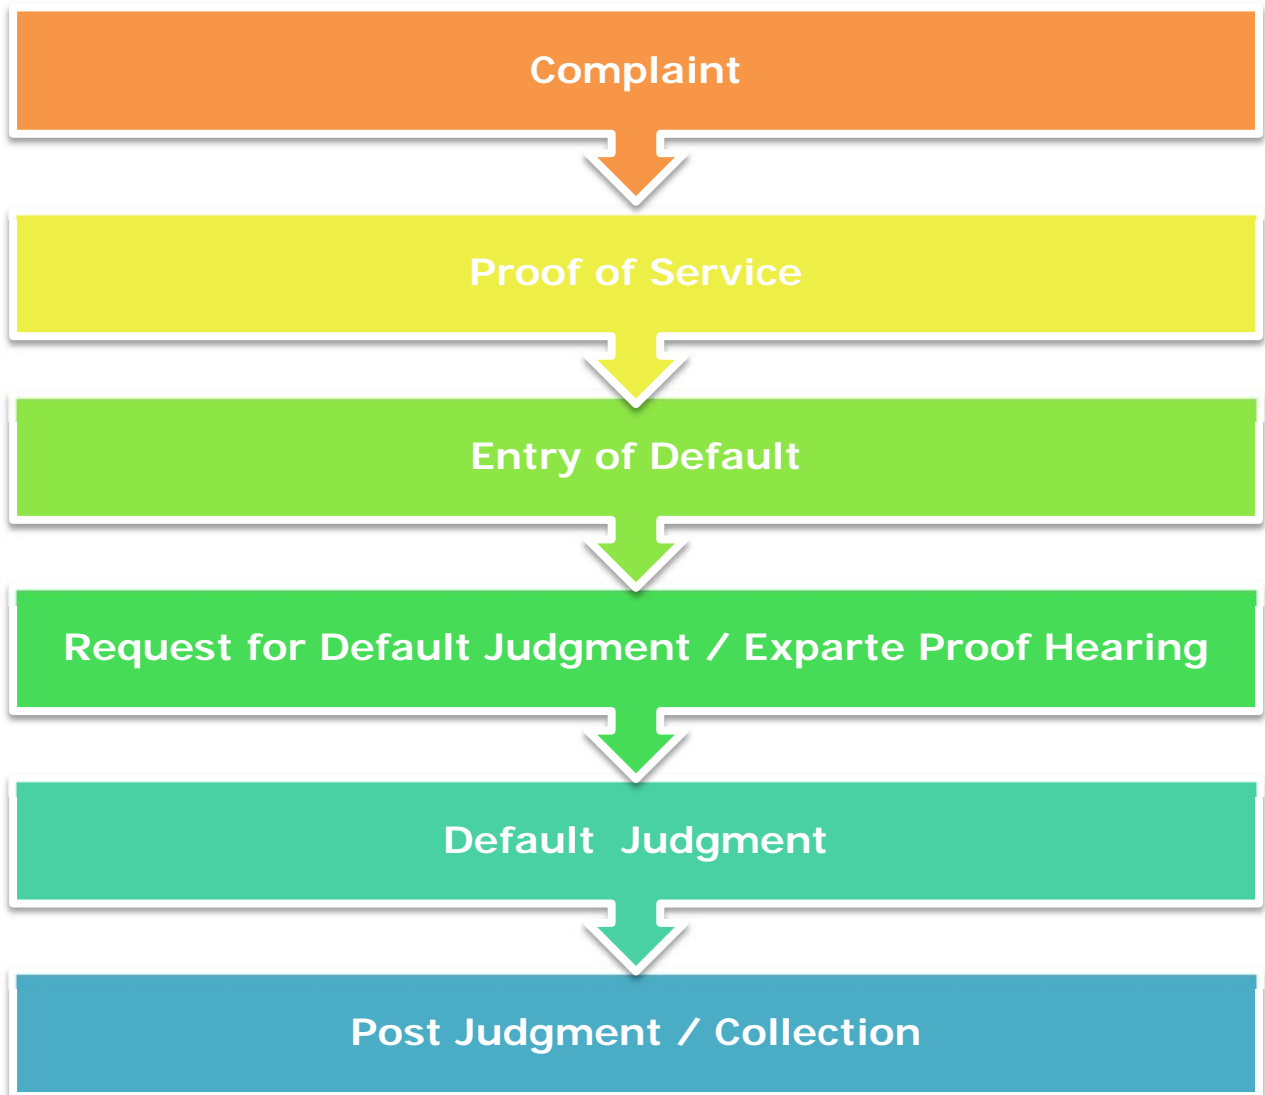 Complaint
Proof of Service
Entry of Default
Request for Default Judgment / Exparte Proof Hearing
Default  Judgment
Post Judgment / Collection